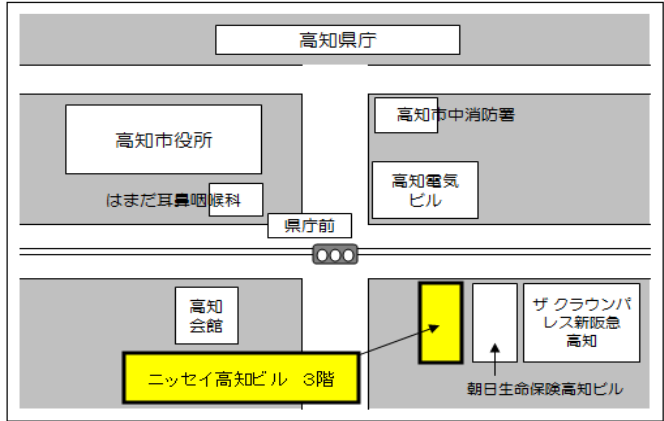 高知県庁
高知市役所
高知市中消防署
はまだ耳鼻咽喉科
高知電気
ビル
県庁前
高知
会館
ザ クラウンパ
レス新阪急
高知
ニッセイ高知ビル 3階
朝日生命保険高知ビル